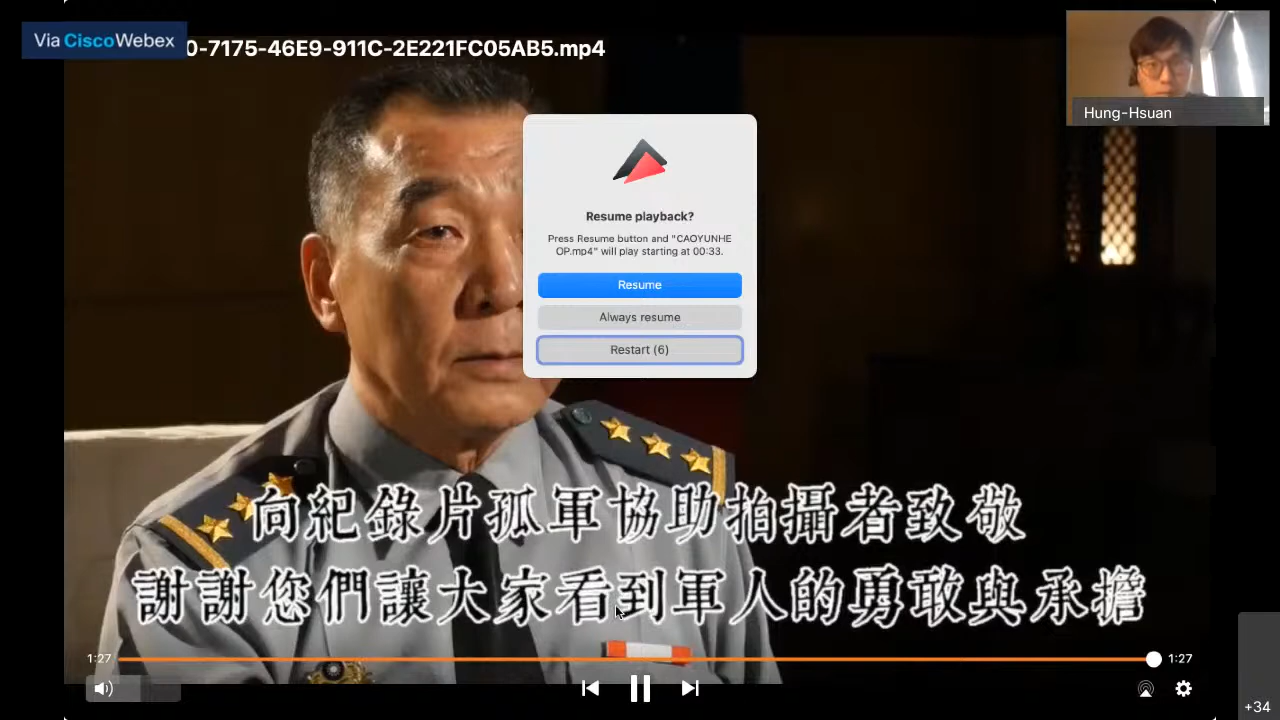 Via CiscoWebex
0-7175-46E9-911C-2E221FC05AB5.mp4
Hung-Hsuan
Resume playback?
Press Resume button and "CAOYUNHE
OP.mp4" will play starting at 00:33.
Resume
Always resume
Restart (6)
向紀錄片孤軍協助拍攝者致敬
謝謝您們讓大家看到軍人的勇敢與承擔
1:27
1:27
+34